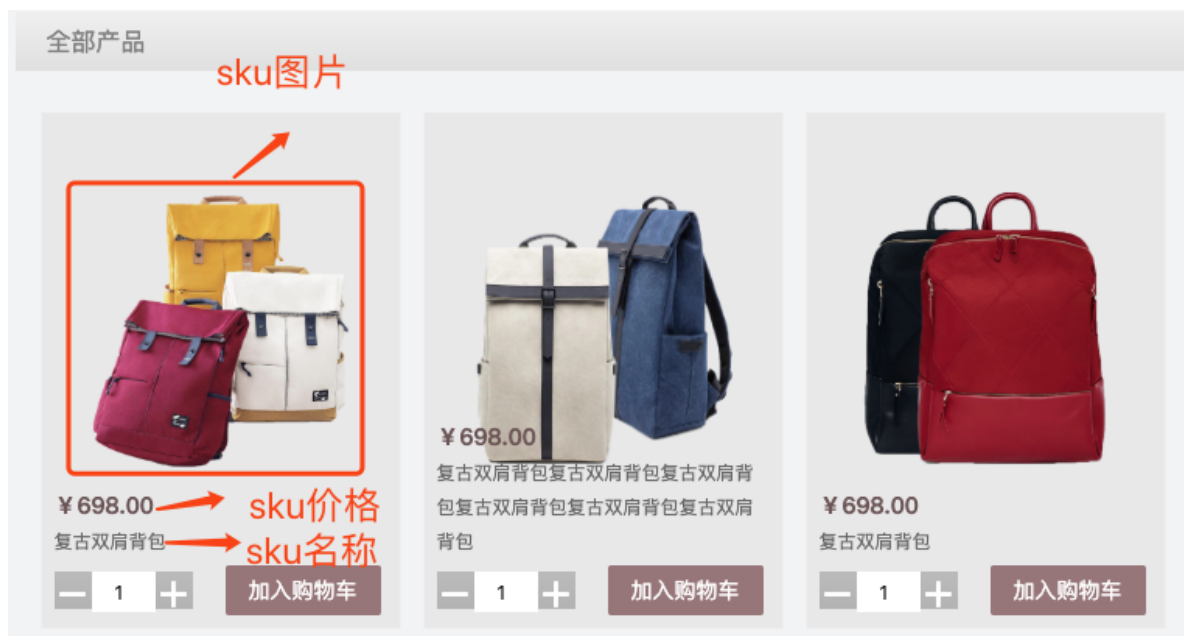 全部产品
sku图片
￥698.00
sku价格
复古双肩背包
sku名称
1
加入购物车
￥698.00
复古双肩背包复古双肩背包复古双肩背
包复古双肩背包复古双肩背包复古双肩
背包
1
加入购物车
￥698.00
复古双肩背包
1
加入购物车